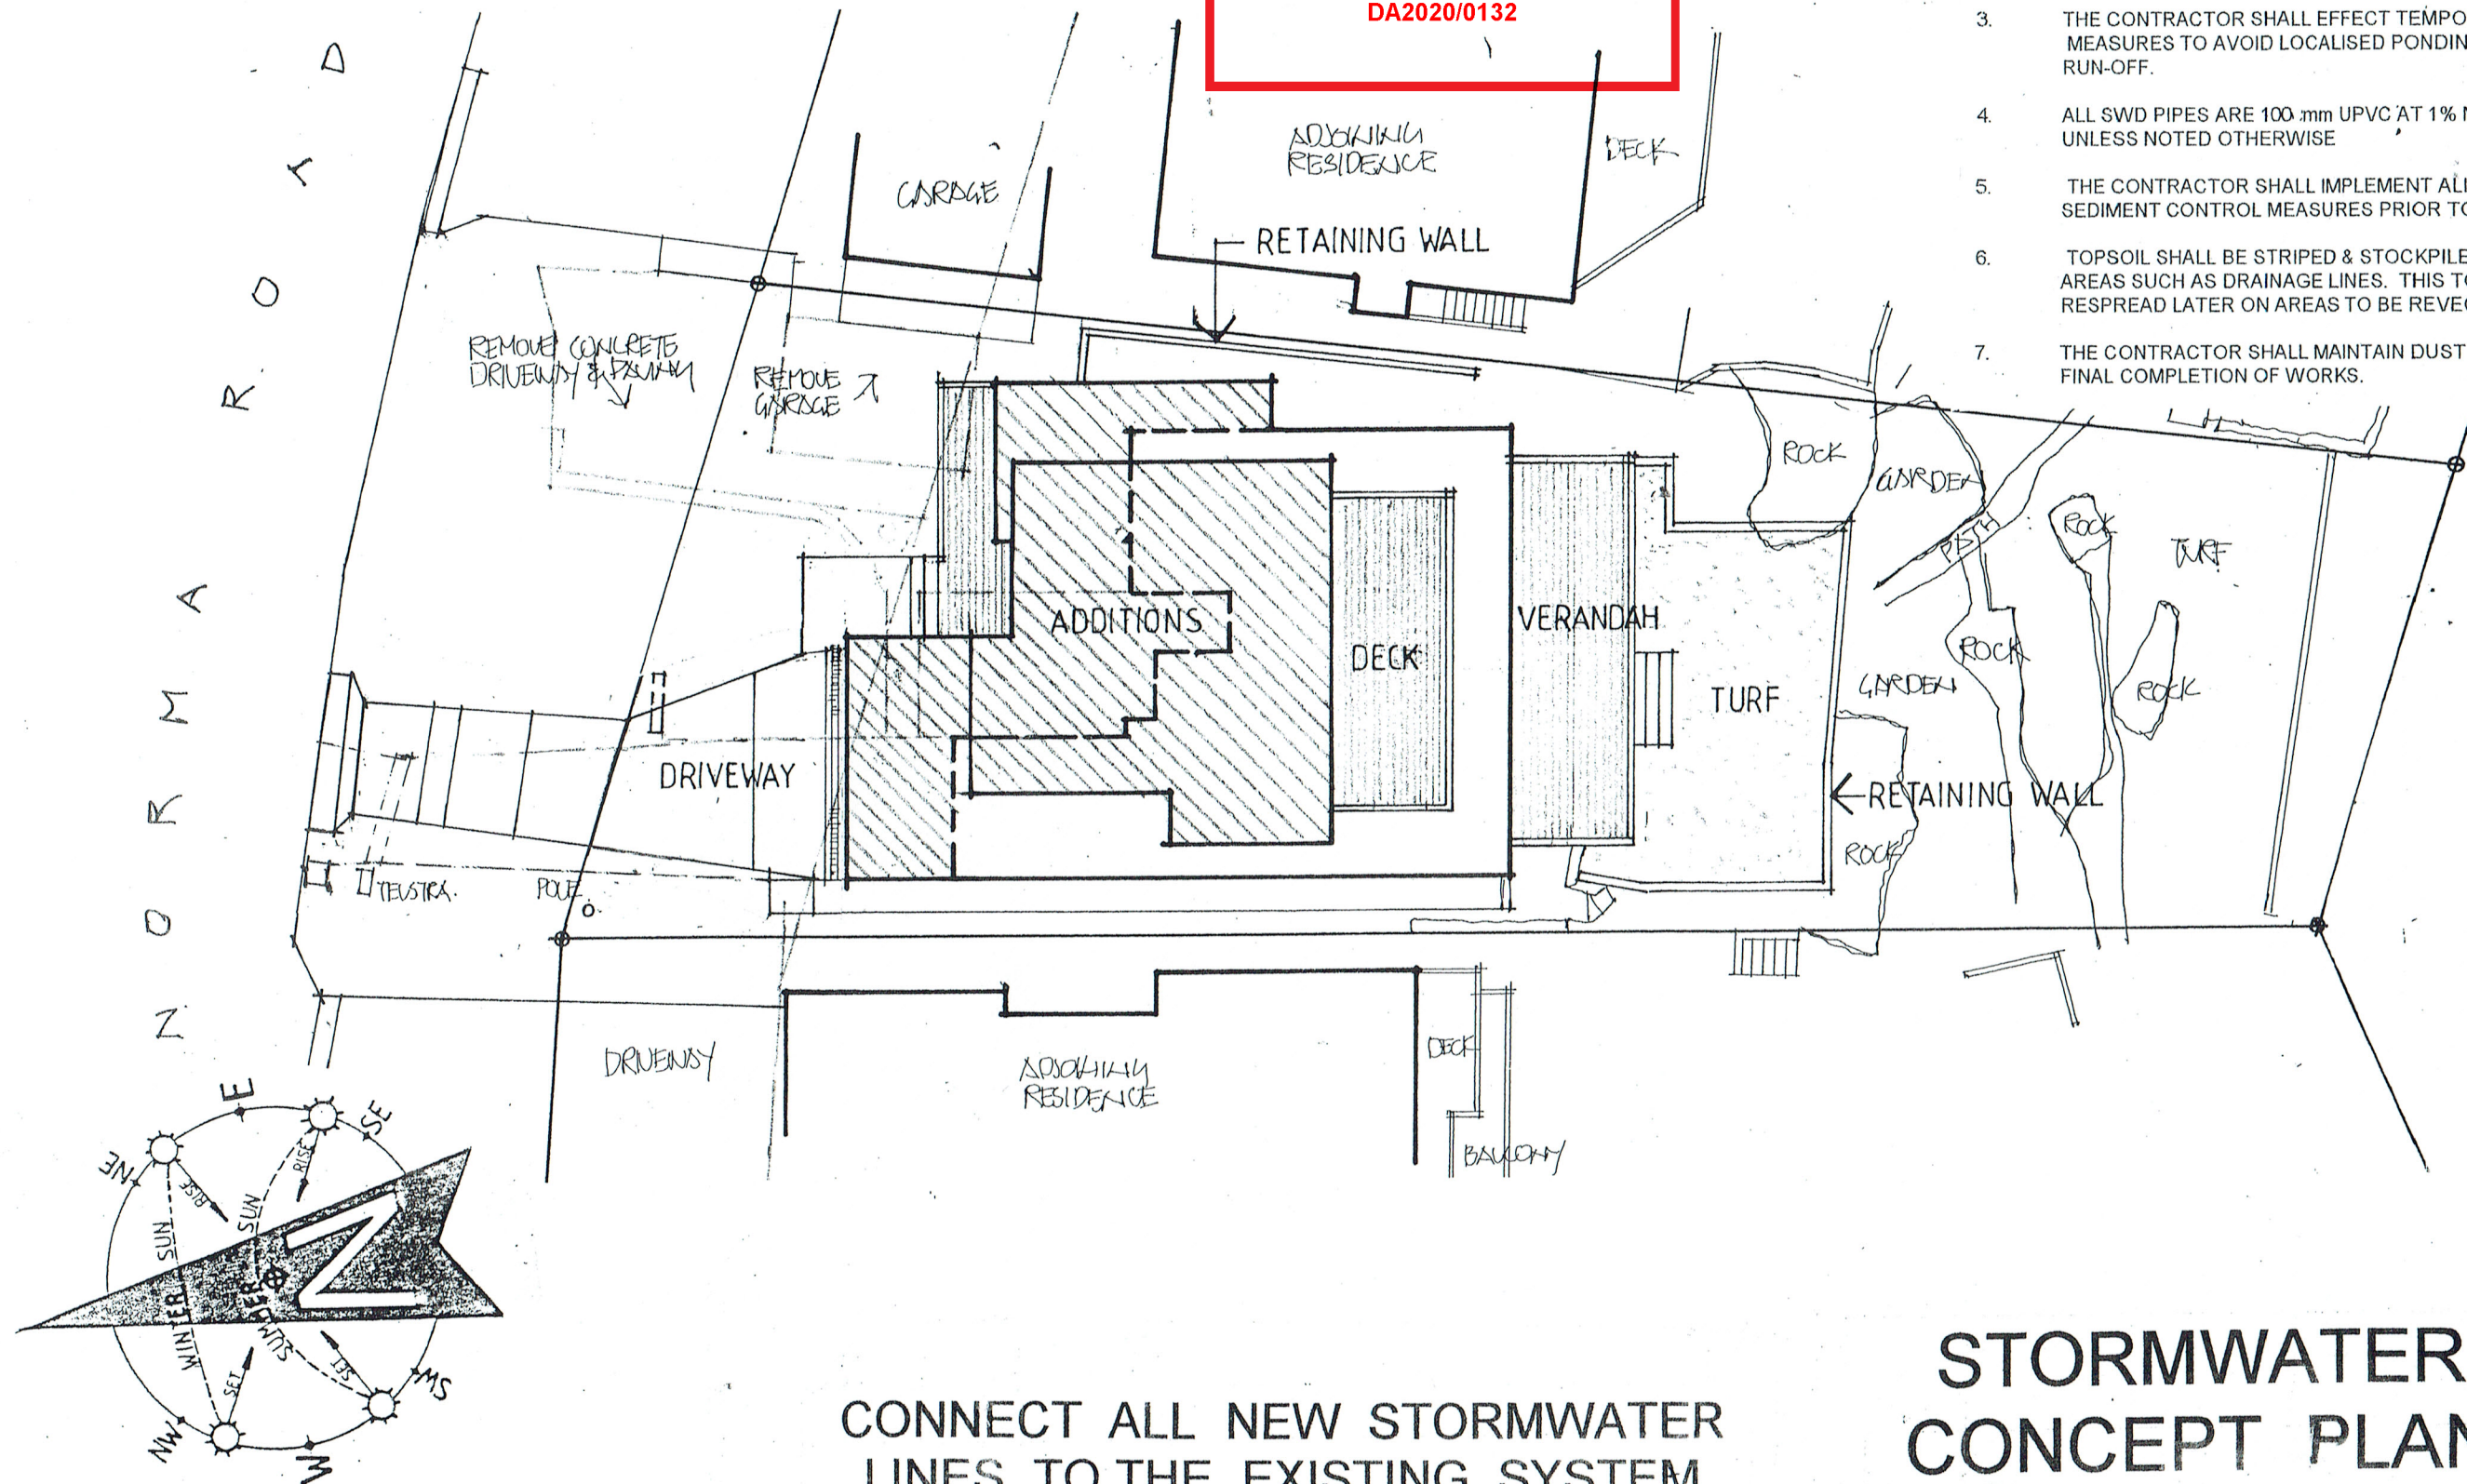 DA2020/0132
3. THE CONTRACTOR SHALL EFFECT TEMPO
MEASURES TO AVOID LOCALISED PONDIN
RUN-OFF.
4. ALL SWD PIPES ARE 100 mm UPVC AT 1%
UNLESS NOTED OTHERWISE
5. THE CONTRACTOR SHALL IMPLEMENT ALL
SEDIMENT CONTROL MEASURES PRIOR TO
6. TOPSOIL SHALL BE STRIPED & STOCKPILE
AREAS SUCH AS DRAINAGE LINES. THIS TO
RESPREAD LATER ON AREAS TO BE REVE
7. THE CONTRACTOR SHALL MAINTAIN DUST
FINAL COMPLETION OF WORKS.
NORMA ROAD
GARAGE
ADJOINING
RESIDENCE
DECK
RETAINING WALL
REMOVE CONCRETE
DRIVEWAY & PAVING
REMOVE
GARAGE
ROCK
GARDEN
PATH
ROCK
TURF
ADDITIONS
DECK
VERANDAH
TURF
ROCK
GARDEN
ROCK
DRIVEWAY
RETAINING WALL
ROCK
TELSTRA.
POLE
DRIVEWAY
ADJOINING
RESIDENCE
DECK
BALCONY
E
SE
NE
RISE
RISE
WINTER SUN
SUMMER SUN
N
SET
SET
SW
NW
W
CONNECT ALL NEW STORMWATER
LINES TO THE EXISTING SYSTEM
STORMWATER
CONCEPT PLAN